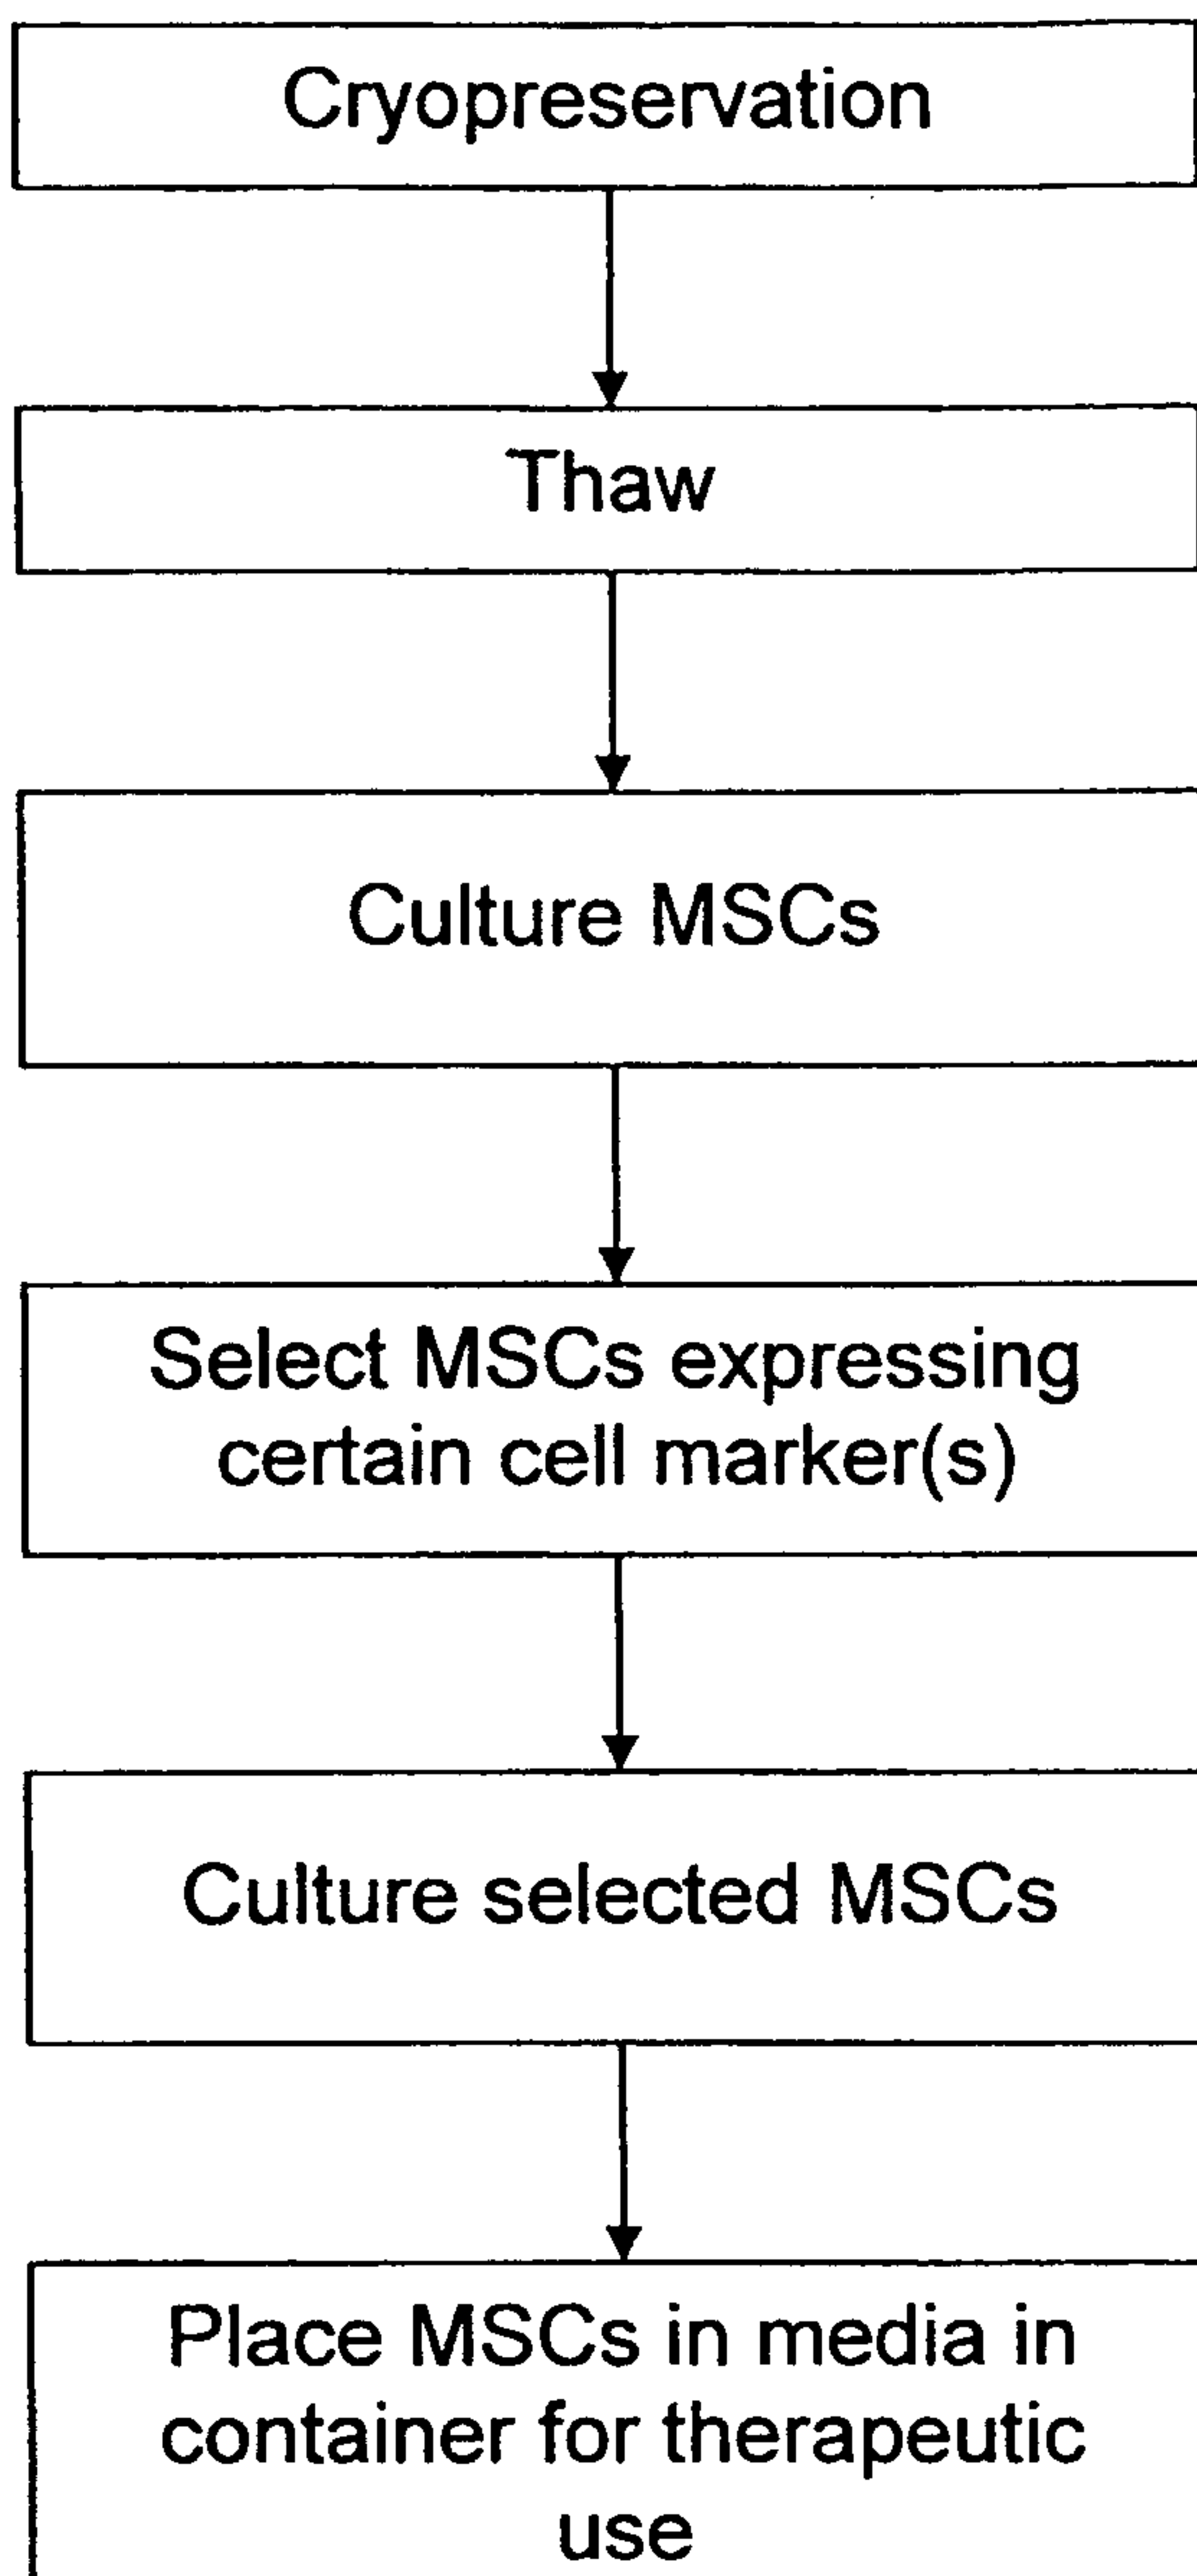 Cryopreservation
Thaw
Culture MSCs
Select MSCs expressing
certain cell marker(s)
Culture selected MSCs
Place MSCs in media in
container for therapeutic
use